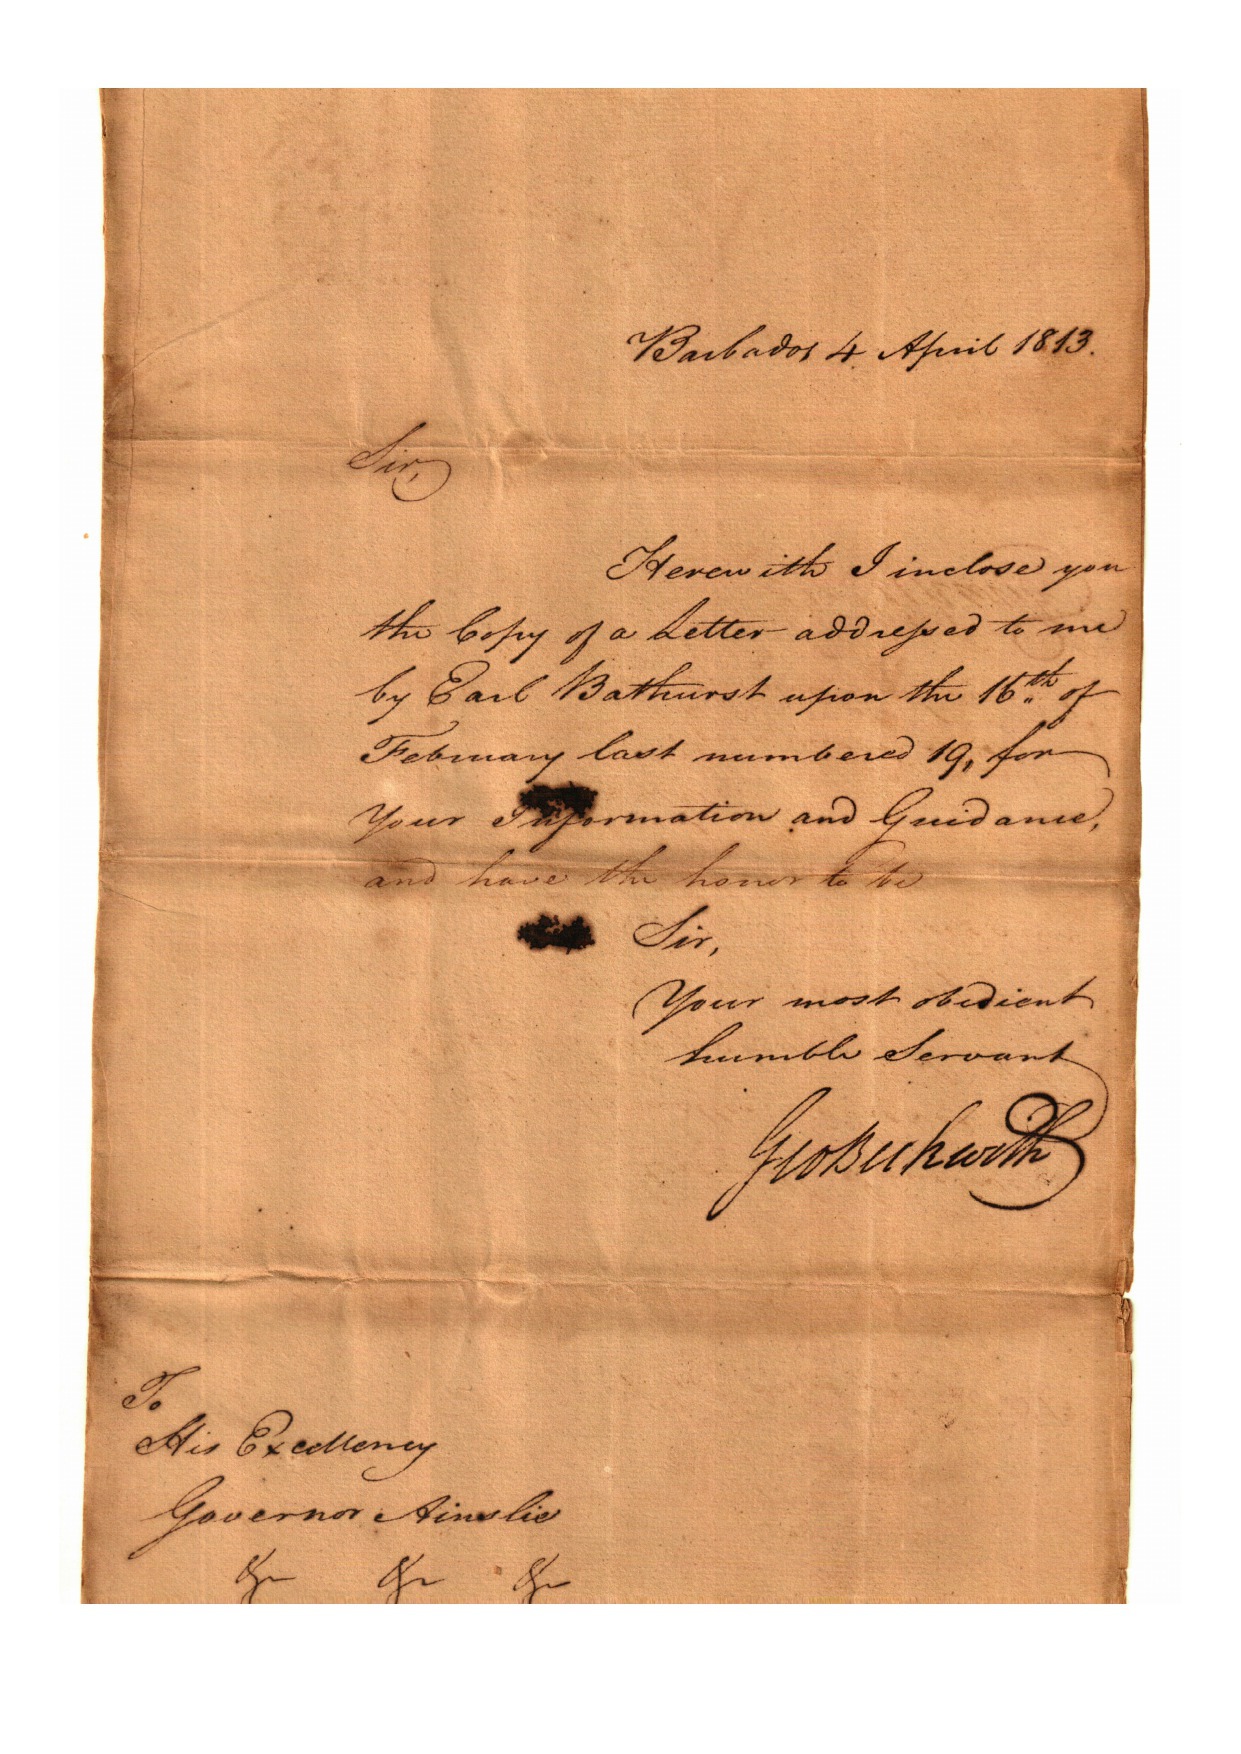 Barbados 4 April 1813.
Sir,
Herewith I inclose you
the Copy of a Letter addressed to me
by Earl Bathurst upon the 16th of
February last numbered 19, for
Your Information and Guidance,
and have the honor to be
Sir,
Your most obedient
humble Servant
Geo Beckwith
To
His Excellency
Governor Ainslie
&c &c &c